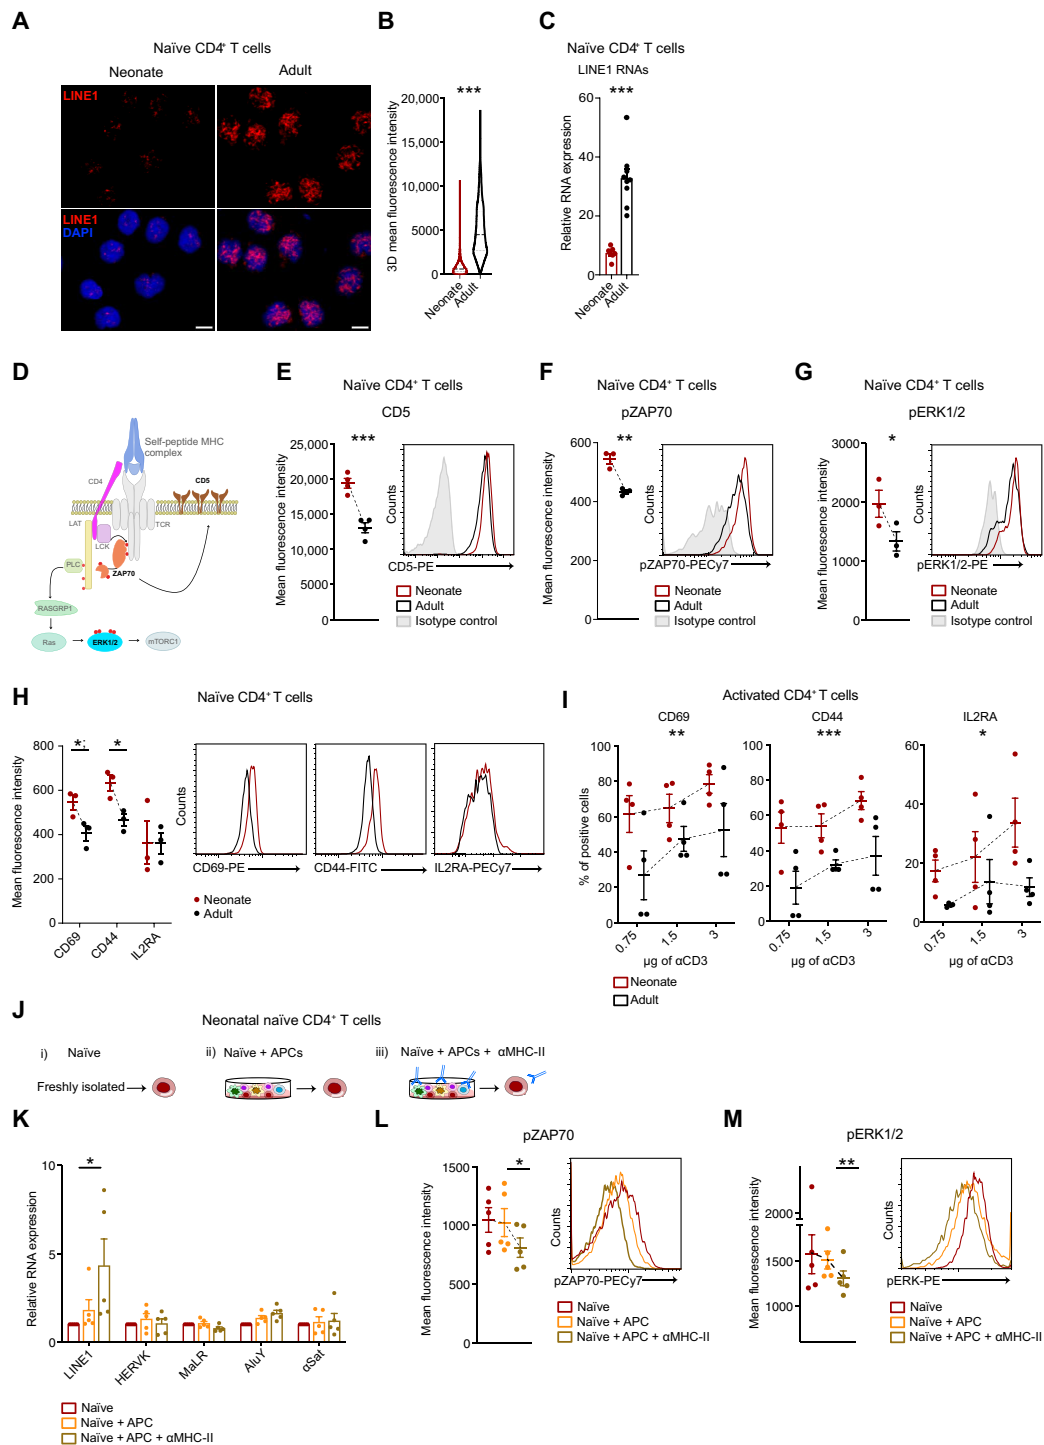 A
Naïve CD4⁺ T cells
Neonate
Adult
LINE1
LINE1
DAPI
B
3D mean fluorescence intensity
20,000
15,000
10,000
5000
0
***
Neonate
Adult
C
Naïve CD4⁺ T cells
LINE1 RNAs
Relative RNA expression
60
40
20
0
***
Neonate
Adult
D
Self-peptide MHC
complex
CD4
CD5
LAT
TCR
LCK
PLC
ZAP70
RASGRP1
Ras
ERK1/2
mTORC1
E
Naïve CD4⁺ T cells
CD5
Mean fluorescence intensity
25,000
20,000
15,000
10,000
5000
0
***
Counts
CD5-PE
Neonate
Adult
Isotype control
F
Naïve CD4⁺ T cells
pZAP70
Mean fluorescence intensity
600
400
200
0
**
Counts
pZAP70-PECy7
Neonate
Adult
Isotype control
G
Naïve CD4⁺ T cells
pERK1/2
Mean fluorescence intensity
3000
2000
1000
0
*
Counts
pERK1/2-PE
Neonate
Adult
Isotype control
H
Naïve CD4⁺ T cells
Mean fluorescence intensity
800
600
400
200
0
*
*
CD69
CD44
IL2RA
Counts
CD69-PE
CD44-FITC
IL2RA-PECy7
Neonate
Adult
I
Activated CD4⁺ T cells
% of positive cells
CD69
**
100
80
60
40
20
0
0.75
1.5
3
µg of αCD3
CD44
***
100
80
60
40
20
0
0.75
1.5
3
µg of αCD3
IL2RA
*
60
40
20
0
0.75
1.5
3
µg of αCD3
Neonate
Adult
J
Neonatal naïve CD4⁺ T cells
i) Naïve
Freshly isolated
ii) Naïve + APCs
iii) Naïve + APCs + αMHC-II
K
Relative RNA expression
10
5
0
*
LINE1
HERVK
MaLR
AluY
αSat
Naïve
Naïve + APC
Naïve + APC + αMHC-II
L
pZAP70
Mean fluorescence intensity
1500
1000
500
0
*
Counts
pZAP70-PECy7
Naïve
Naïve + APC
Naïve + APC + αMHC-II
M
pERK1/2
Mean fluorescence intensity
2000
1500
1000
**
Counts
pERK-PE
Naïve
Naïve + APC
Naïve + APC + αMHC-II